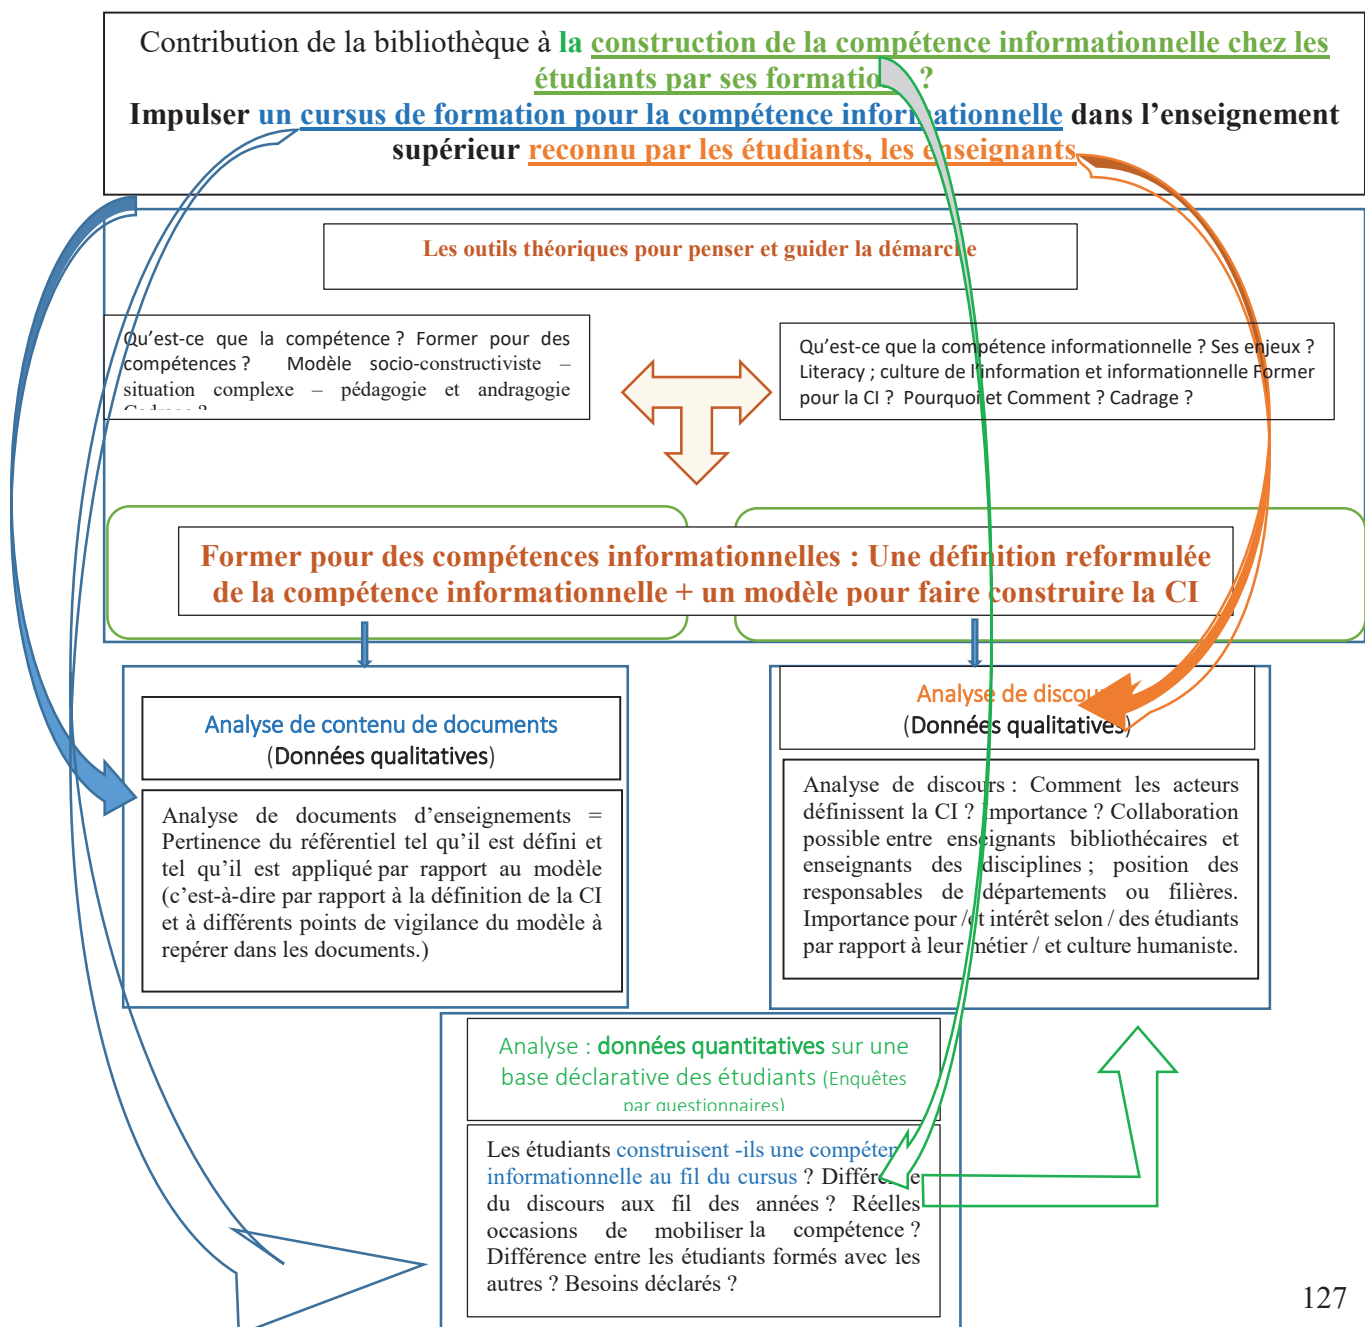 Contribution de la bibliothèque à la construction de la compétence informationnelle chez les
étudiants par ses formatio ?
Impulser un cursus de formation pour la compétence informationnelle dans l’enseignement
supérieur reconnu par les étudiants, les enseignants
Les outils théoriques pour penser et guider la démarche
Qu’est-ce que la compétence ? Former pour des
compétences ? Modèle socio-constructiviste –
situation complexe – pédagogie et andragogie
Cadrage ?
Qu’est-ce que la compétence informationnelle ? Ses enjeux ?
Literacy ; culture de l’information et informationnelle Former
pour la CI ? Pourquoi et Comment ? Cadrage ?
Former pour des compétences informationnelles : Une définition reformulée
de la compétence informationnelle + un modèle pour faire construire la CI
Analyse de contenu de documents
(Données qualitatives)
Analyse de documents d’enseignements =
Pertinence du référentiel tel qu’il est défini et
tel qu’il est appliqué par rapport au modèle
(c’est-à-dire par rapport à la définition de la CI
et à différents points de vigilance du modèle à
repérer dans les documents.)
Analyse de discour
(Données qualitatives)
Analyse de discours : Comment les acteurs
définissent la CI ? Importance ? Collaboration
possible entre enseignants bibliothécaires et
enseignants des disciplines ; position des
responsables de départements ou filières.
Importance pour /et intérêt selon / des étudiants
par rapport à leur métier / et culture humaniste.
Analyse : données quantitatives sur une
base déclarative des étudiants (Enquêtes
par questionnaires)
Les étudiants construisent -ils une compéten
informationnelle au fil du cursus ? Différence
du discours aux fil des années ? Réelles
occasions de mobiliser la compétence ?
Différence entre les étudiants formés avec les
autres ? Besoins déclarés ?
127